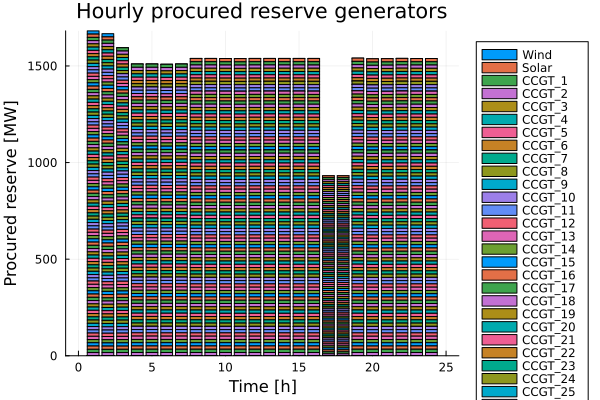 Hourly procured reserve generators
Procured reserve [MW]
1500
1000
500
0
0 5 10 15 20 25
Time [h]
Wind
Solar
CCGT_1
CCGT_2
CCGT_3
CCGT_4
CCGT_5
CCGT_6
CCGT_7
CCGT_8
CCGT_9
CCGT_10
CCGT_11
CCGT_12
CCGT_13
CCGT_14
CCGT_15
CCGT_16
CCGT_17
CCGT_18
CCGT_19
CCGT_20
CCGT_21
CCGT_22
CCGT_23
CCGT_24
CCGT_25